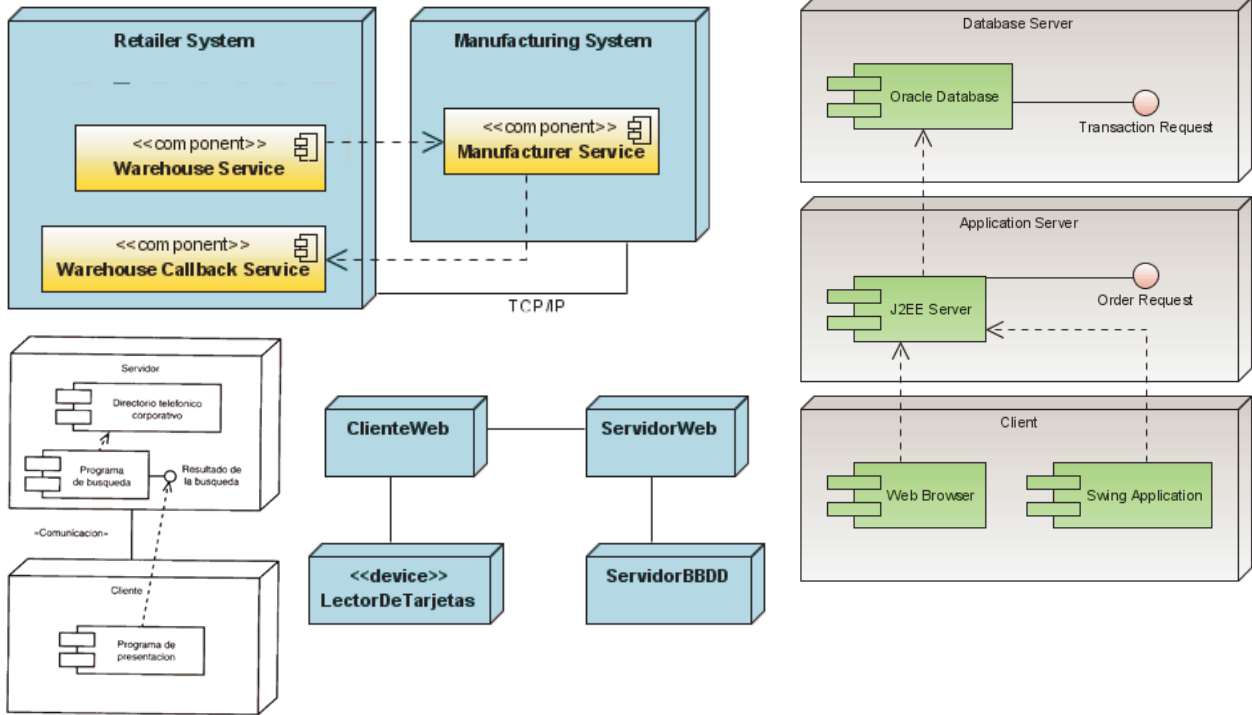 Retailer System
<<component>>
Warehouse Service
<<component>>
Warehouse Callback Service
Manufacturing System
<<component>>
Manufacturer Service
TCP/IP
Servidor
Directorio telefonico
corporativo
Programa
de busqueda
Resultado de
la busqueda
«Comunicacion»
Cliente
Programa de
presentacion
ClienteWeb
ServidorWeb
<<device>>
LectorDeTarjetas
ServidorBBDD
Database Server
Oracle Database
Transaction Request
Application Server
J2EE Server
Order Request
Client
Web Browser
Swing Application